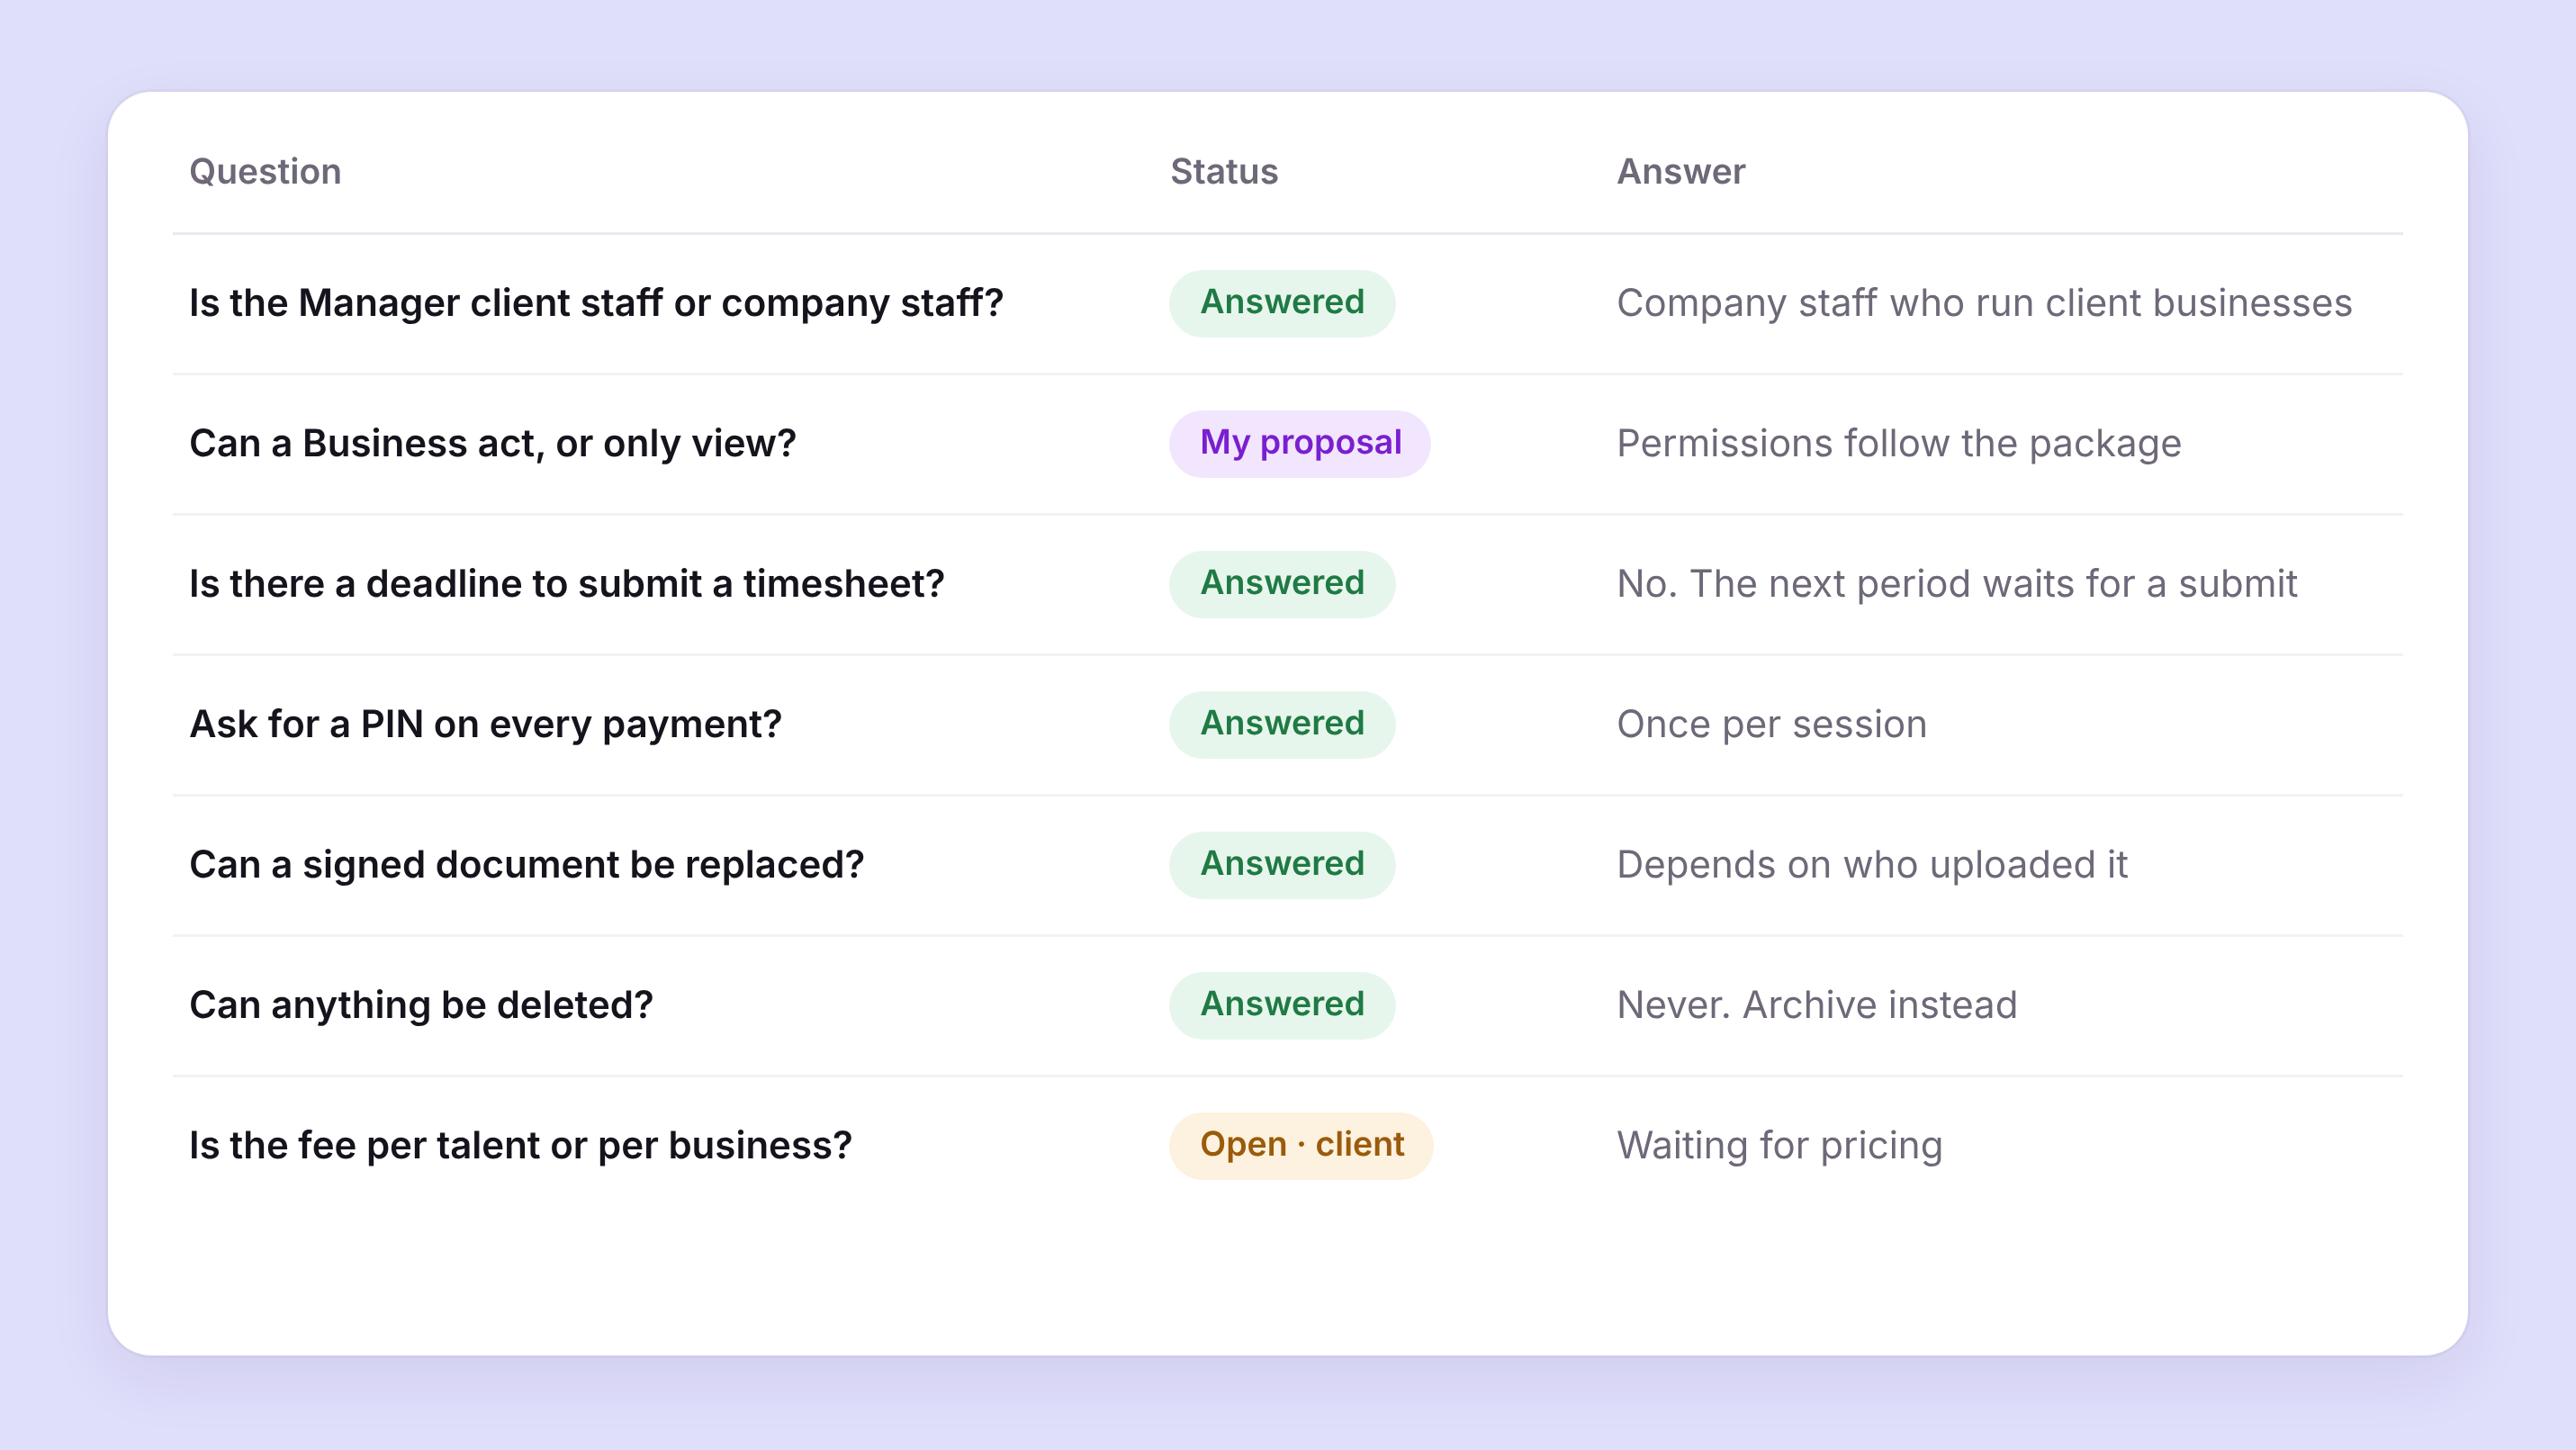 Question Status Answer
Is the Manager client staff or company staff? Answered Company staff who run client businesses
Can a Business act, or only view? My proposal Permissions follow the package
Is there a deadline to submit a timesheet? Answered No. The next period waits for a submit
Ask for a PIN on every payment? Answered Once per session
Can a signed document be replaced? Answered Depends on who uploaded it
Can anything be deleted? Answered Never. Archive instead
Is the fee per talent or per business? Open · client Waiting for pricing